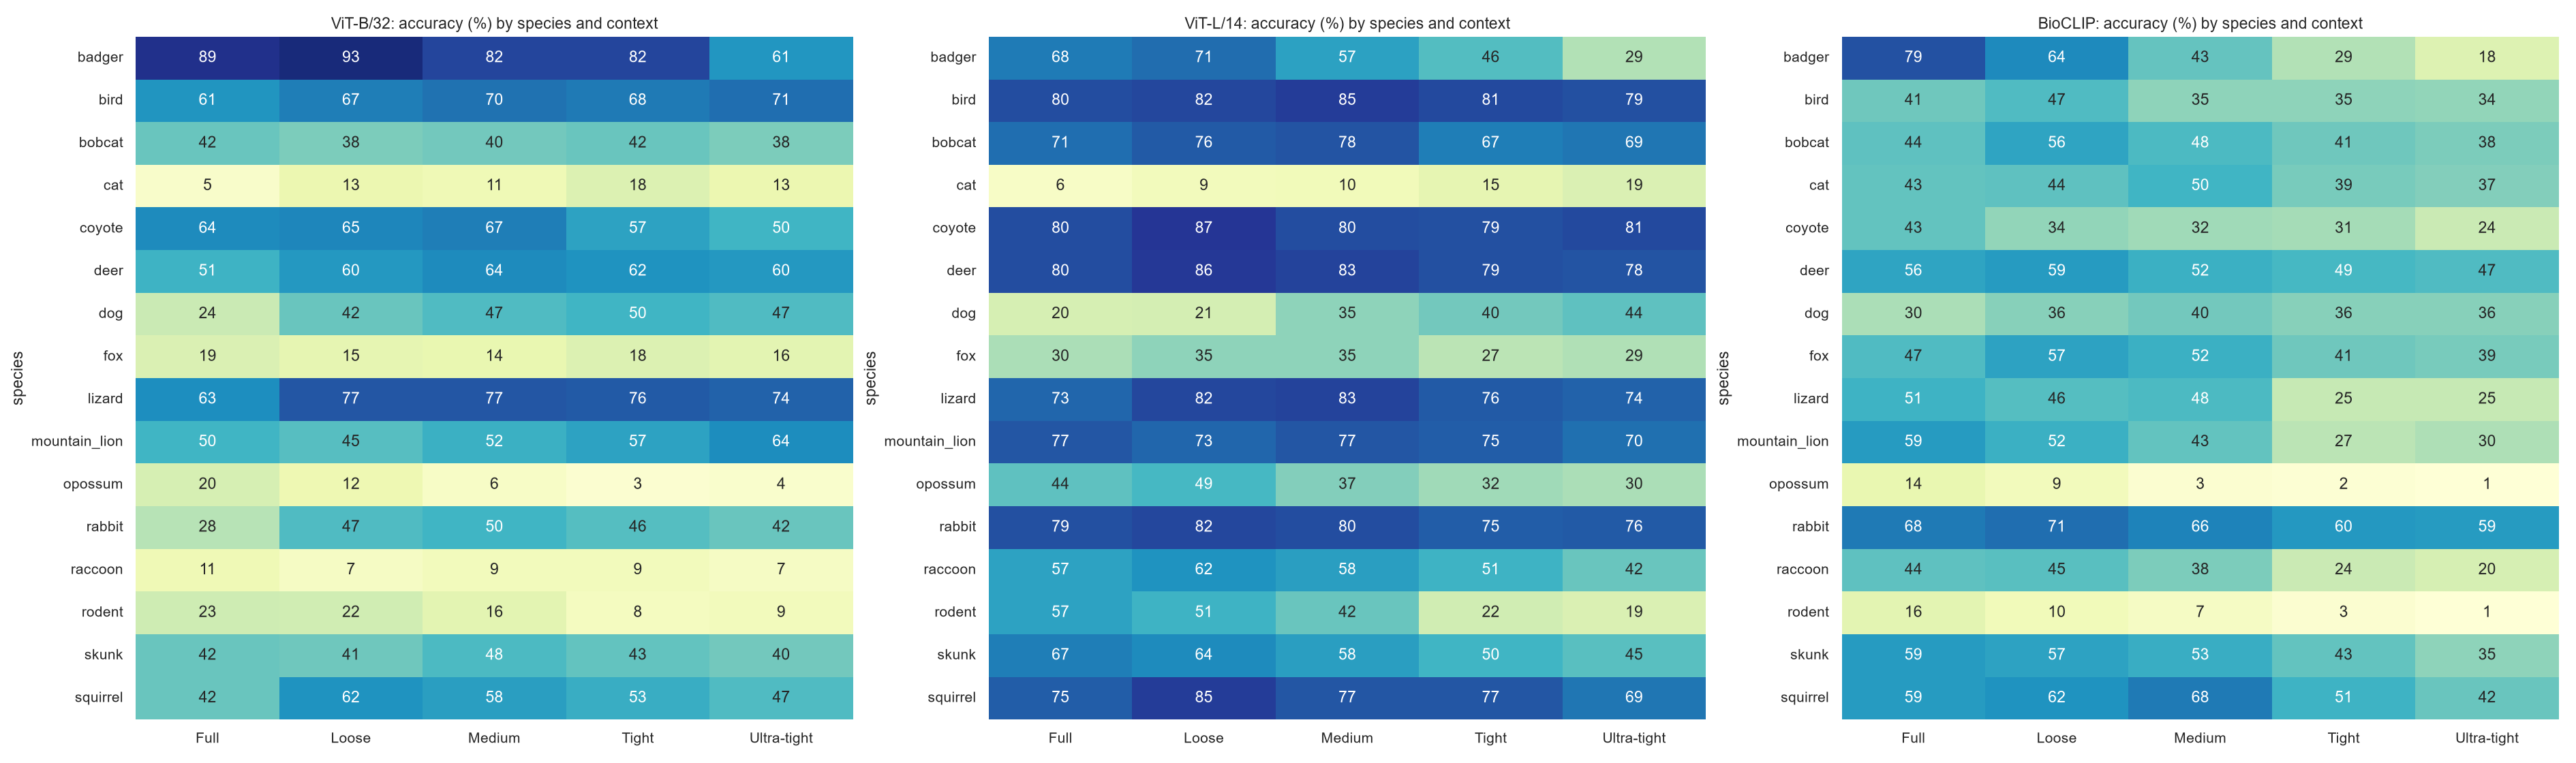 ViT-B/32: accuracy (%) by species and context
species
badger 89 93 82 82 61
bird 61 67 70 68 71
bobcat 42 38 40 42 38
cat 5 13 11 18 13
coyote 64 65 67 57 50
deer 51 60 64 62 60
dog 24 42 47 50 47
fox 19 15 14 18 16
lizard 63 77 77 76 74
mountain_lion 50 45 52 57 64
opossum 20 12 6 3 4
rabbit 28 47 50 46 42
raccoon 11 7 9 9 7
rodent 23 22 16 8 9
skunk 42 41 48 43 40
squirrel 42 62 58 53 47
Full Loose Medium Tight Ultra-tight
ViT-L/14: accuracy (%) by species and context
species
badger 68 71 57 46 29
bird 80 82 85 81 79
bobcat 71 76 78 67 69
cat 6 9 10 15 19
coyote 80 87 80 79 81
deer 80 86 83 79 78
dog 20 21 35 40 44
fox 30 35 35 27 29
lizard 73 82 83 76 74
mountain_lion 77 73 77 75 70
opossum 44 49 37 32 30
rabbit 79 82 80 75 76
raccoon 57 62 58 51 42
rodent 57 51 42 22 19
skunk 67 64 58 50 45
squirrel 75 85 77 77 69
Full Loose Medium Tight Ultra-tight
BioCLIP: accuracy (%) by species and context
species
badger 79 64 43 29 18
bird 41 47 35 35 34
bobcat 44 56 48 41 38
cat 43 44 50 39 37
coyote 43 34 32 31 24
deer 56 59 52 49 47
dog 30 36 40 36 36
fox 47 57 52 41 39
lizard 51 46 48 25 25
mountain_lion 59 52 43 27 30
opossum 14 9 3 2 1
rabbit 68 71 66 60 59
raccoon 44 45 38 24 20
rodent 16 10 7 3 1
skunk 59 57 53 43 35
squirrel 59 62 68 51 42
Full Loose Medium Tight Ultra-tight